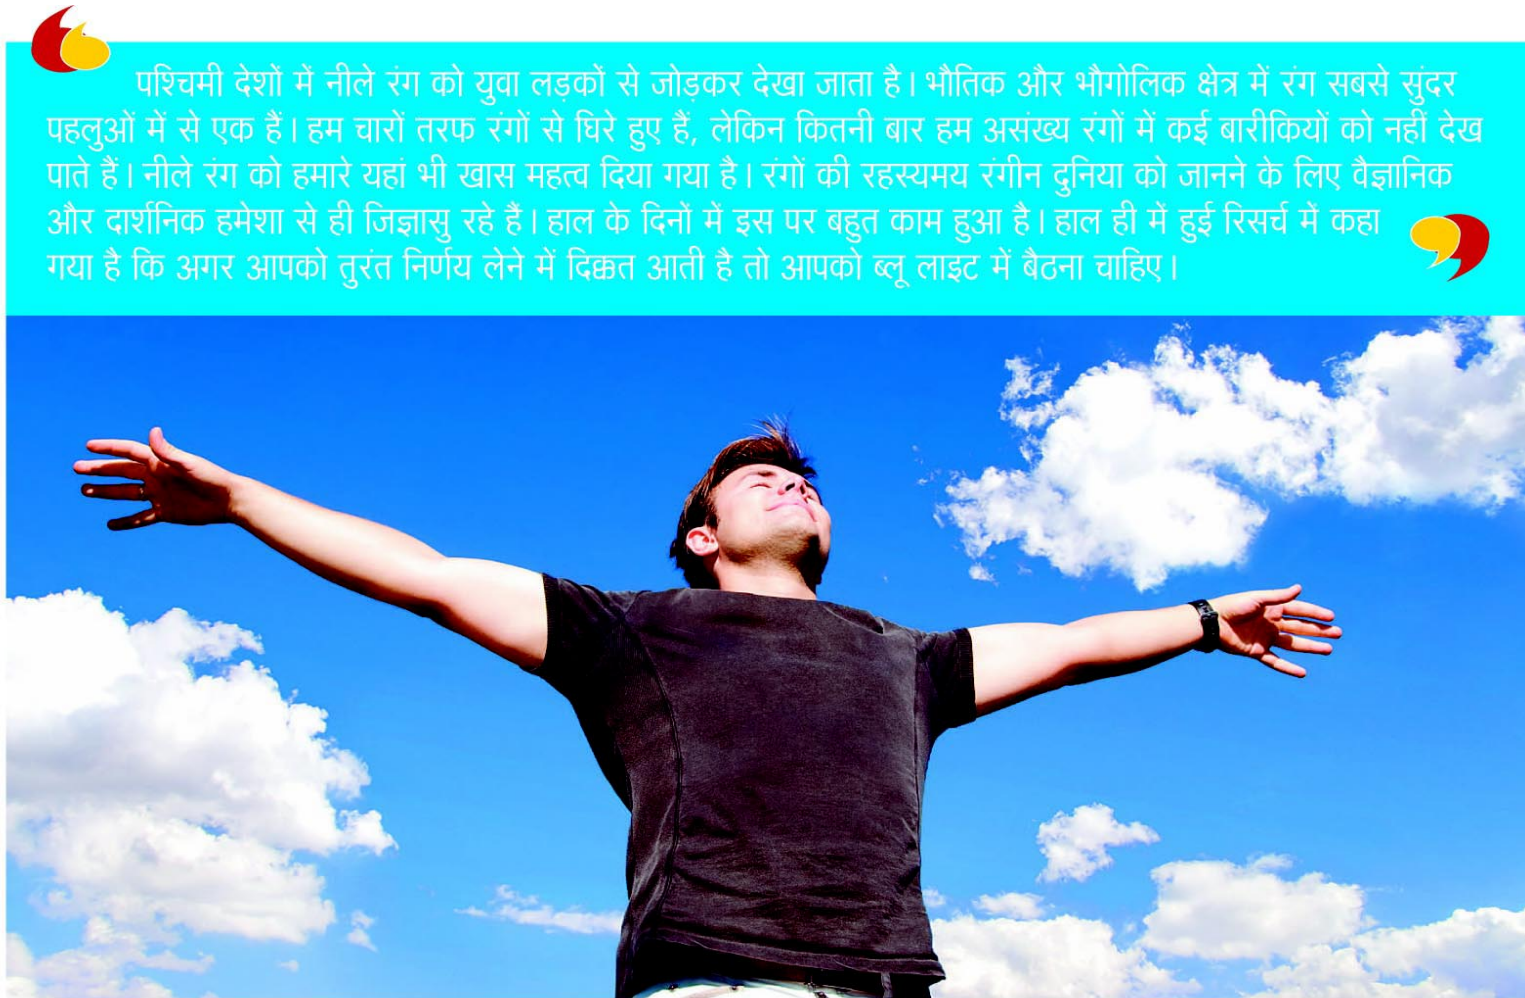 पश्चिमी देशों में नीले रंग को युवा लड़कों से जोड़कर देखा जाता है। भौतिक और भौगोलिक क्षेत्र में रंग सबसे सुंदर
पहलुओं में से एक हैं। हम चारों तरफ रंगों से घिरे हुए हैं, लेकिन कितनी बार हम असंख्य रंगों में कई बारीकियों को नहीं देख
पाते हैं। नीले रंग को हमारे यहां भी खास महत्व दिया गया है। रंगों की रहस्यमय रंगीन दुनिया को जानने के लिए वैज्ञानिक
और दार्शनिक हमेशा से ही जिज्ञासु रहे हैं। हाल के दिनों में इस पर बहुत काम हुआ है। हाल ही में हुई रिसर्च में कहा
गया है कि अगर आपको तुरंत निर्णय लेने में दिक्कत आती है तो आपको ब्लू लाइट में बैठना चाहिए।